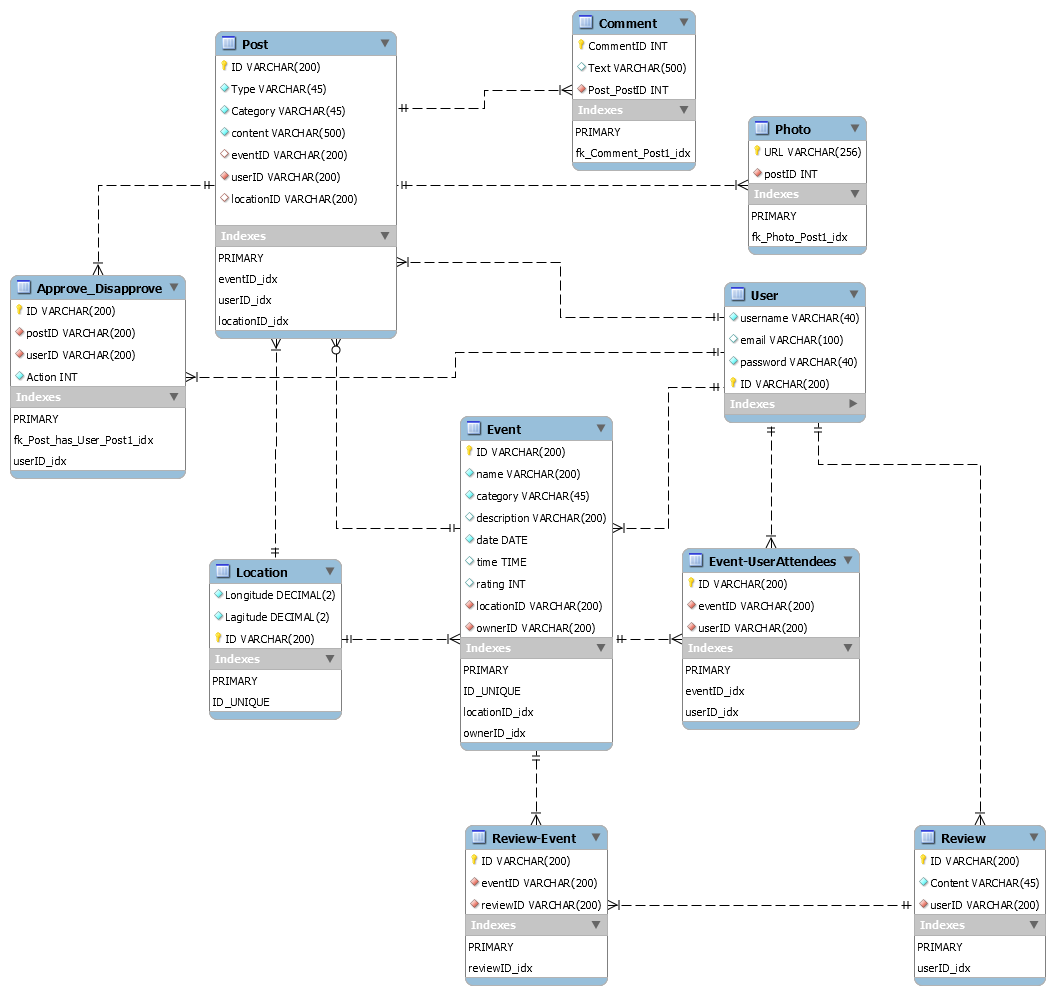 Post
ID VARCHAR(200)
Type VARCHAR(45)
Category VARCHAR(45)
content VARCHAR(500)
eventID VARCHAR(200)
userID VARCHAR(200)
locationID VARCHAR(200)
Indexes
PRIMARY
eventID_idx
userID_idx
locationID_idx
Comment
CommentID INT
Text VARCHAR(500)
Post_PostID INT
Indexes
PRIMARY
fk_Comment_Post1_idx
Photo
URL VARCHAR(256)
postID INT
Indexes
PRIMARY
fk_Photo_Post1_idx
Approve_Disapprove
ID VARCHAR(200)
postID VARCHAR(200)
userID VARCHAR(200)
Action INT
Indexes
PRIMARY
fk_Post_has_User_Post1_idx
userID_idx
User
username VARCHAR(40)
email VARCHAR(100)
password VARCHAR(40)
ID VARCHAR(200)
Indexes
Event
ID VARCHAR(200)
name VARCHAR(200)
category VARCHAR(45)
description VARCHAR(200)
date DATE
time TIME
rating INT
locationID VARCHAR(200)
ownerID VARCHAR(200)
Indexes
PRIMARY
ID_UNIQUE
locationID_idx
ownerID_idx
Location
Longitude DECIMAL(2)
Lagitude DECIMAL(2)
ID VARCHAR(200)
Indexes
PRIMARY
ID_UNIQUE
Event-UserAttendees
ID VARCHAR(200)
eventID VARCHAR(200)
userID VARCHAR(200)
Indexes
PRIMARY
eventID_idx
userID_idx
Review-Event
ID VARCHAR(200)
eventID VARCHAR(200)
reviewID VARCHAR(200)
Indexes
PRIMARY
reviewID_idx
Review
ID VARCHAR(200)
Content VARCHAR(45)
userID VARCHAR(200)
Indexes
PRIMARY
userID_idx